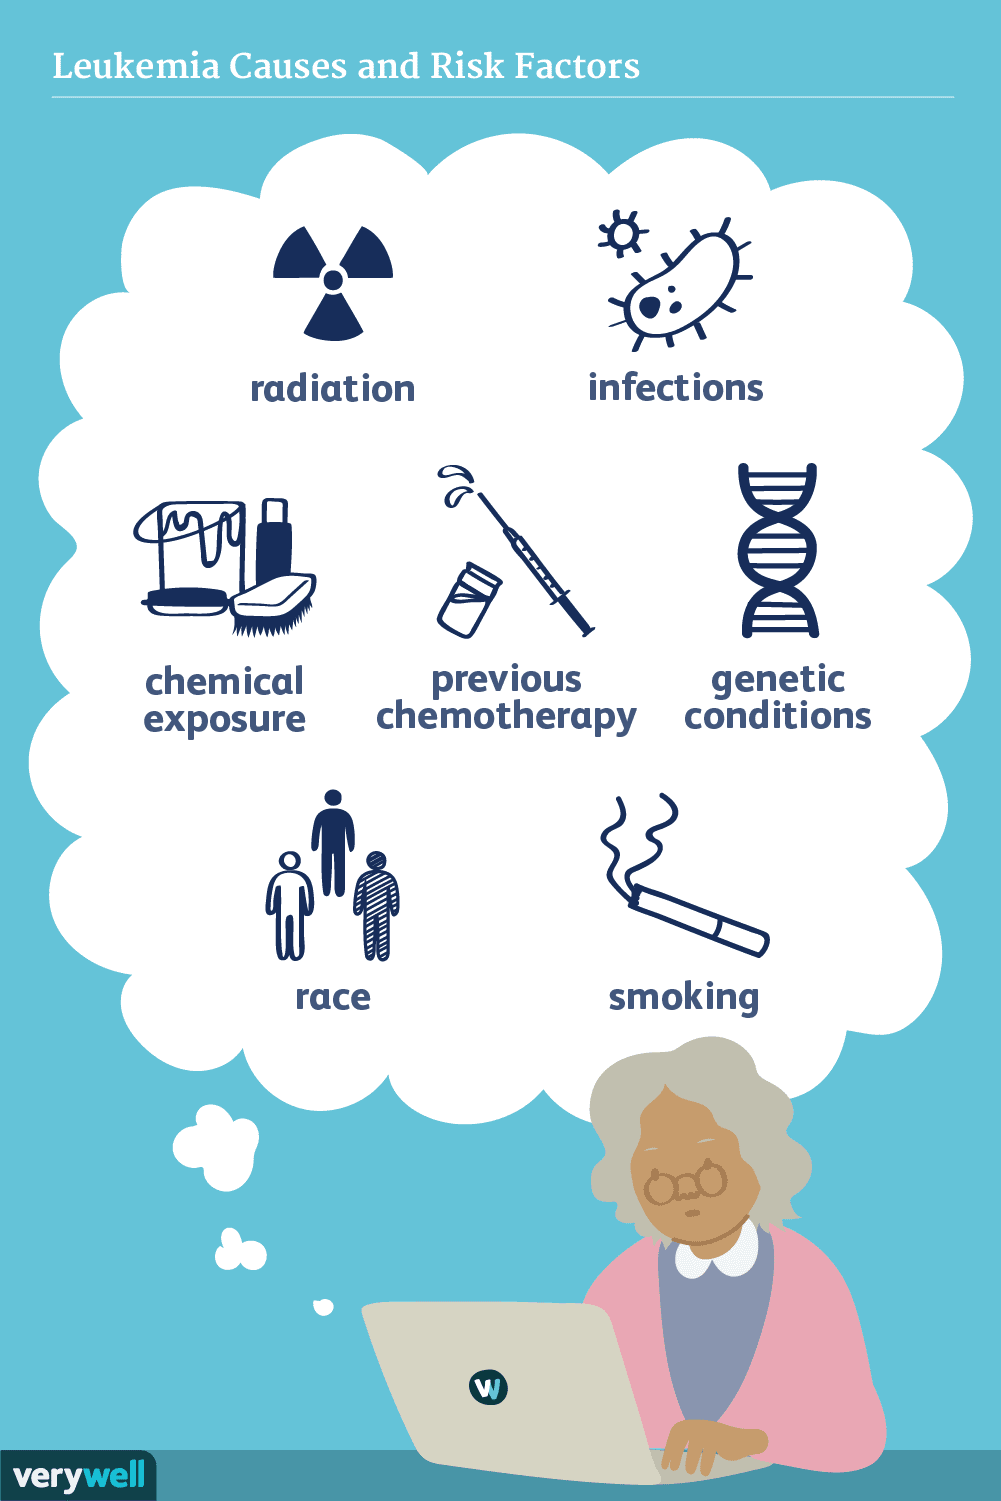 Leukemia Causes and Risk Factors
radiation
infections
chemical
exposure
previous
chemotherapy
genetic
conditions
race
smoking
W
verywell